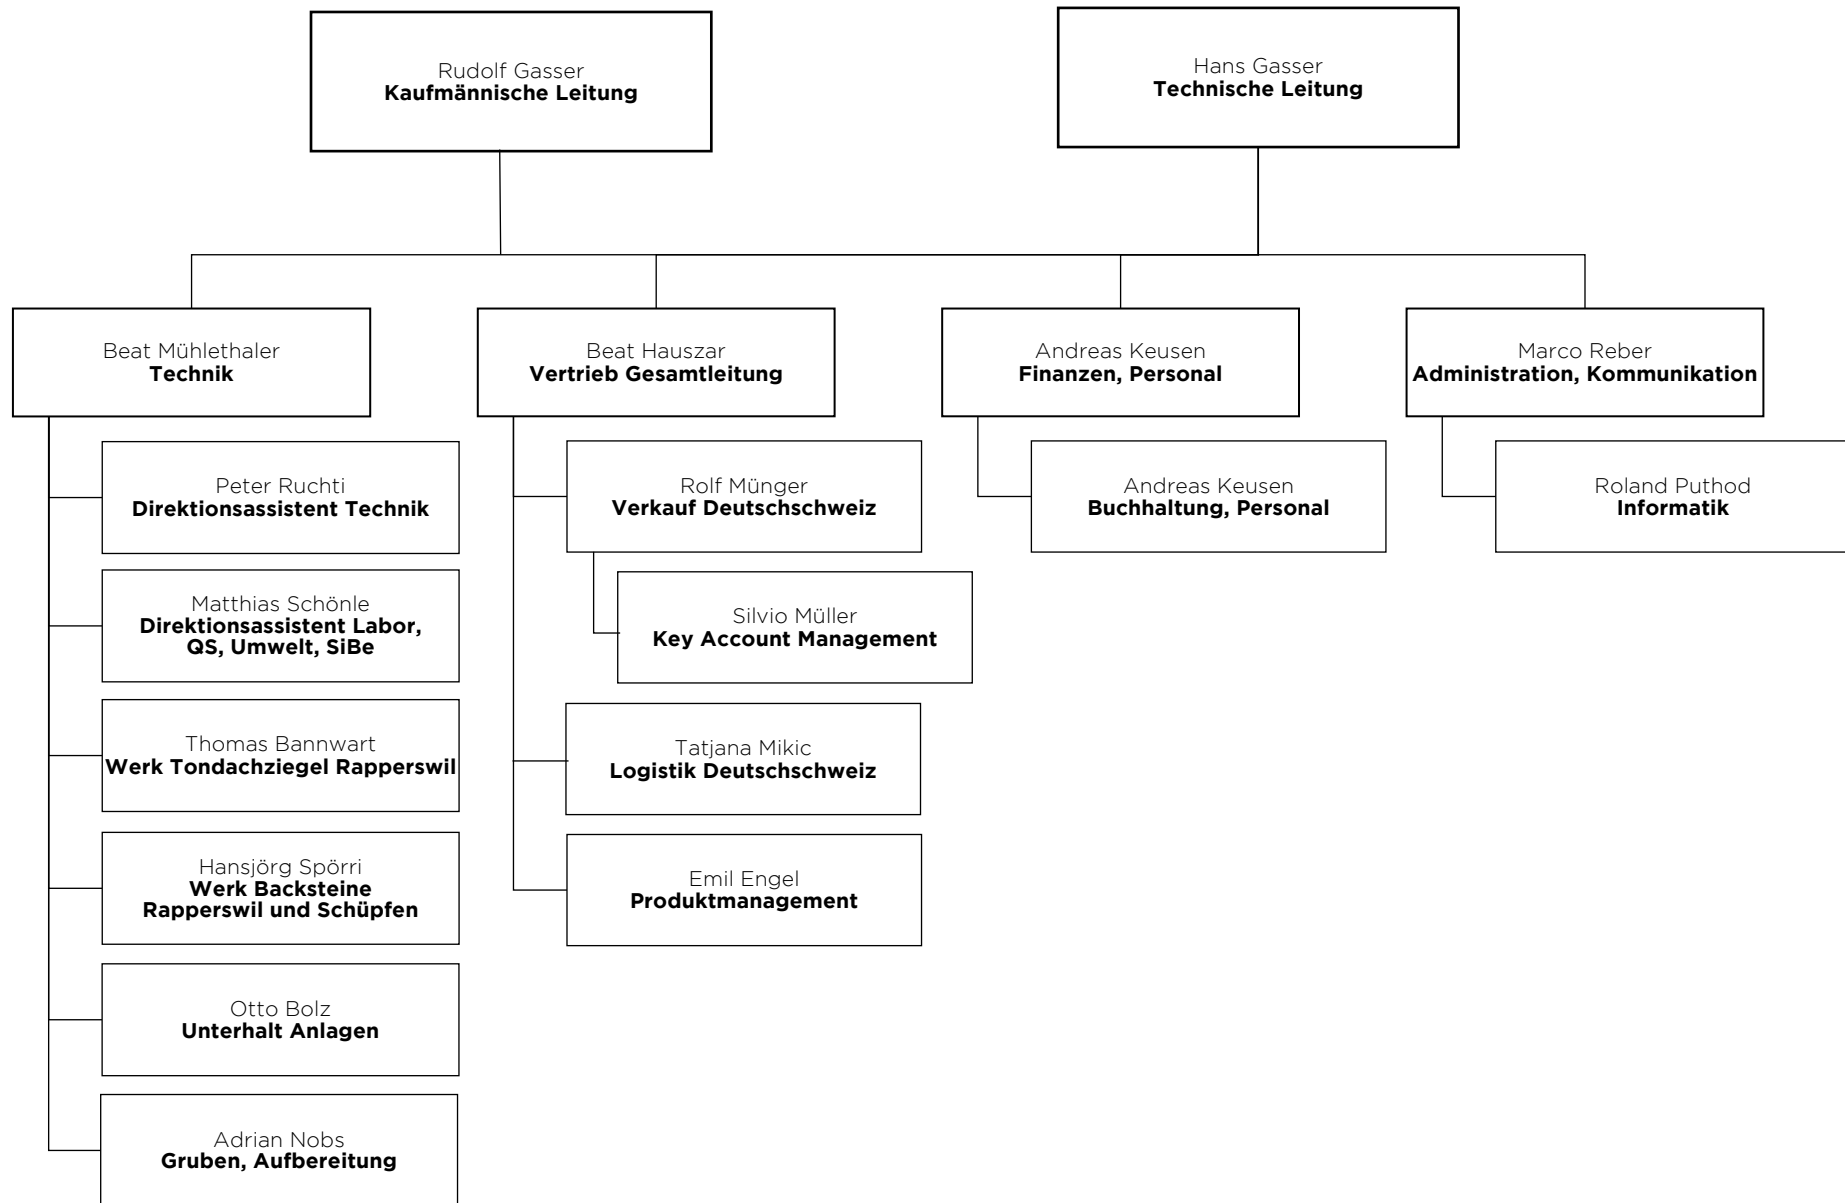 Rudolf Gasser
Kaufmännische Leitung
Hans Gasser
Technische Leitung
Beat Mühlethaler
Technik
Beat Hauszar
Vertrieb Gesamtleitung
Andreas Keusen
Finanzen, Personal
Marco Reber
Administration, Kommunikation
Peter Ruchti
Direktionsassistent Technik
Matthias Schönle
Direktionsassistent Labor,
QS, Umwelt, SiBe
Thomas Bannwart
Werk Tondachziegel Rapperswil
Hansjörg Spörri
Werk Backsteine
Rapperswil und Schüpfen
Otto Bolz
Unterhalt Anlagen
Adrian Nobs
Gruben, Aufbereitung
Rolf Münger
Verkauf Deutschschweiz
Silvio Müller
Key Account Management
Tatjana Mikic
Logistik Deutschschweiz
Emil Engel
Produktmanagement
Andreas Keusen
Buchhaltung, Personal
Roland Puthod
Informatik